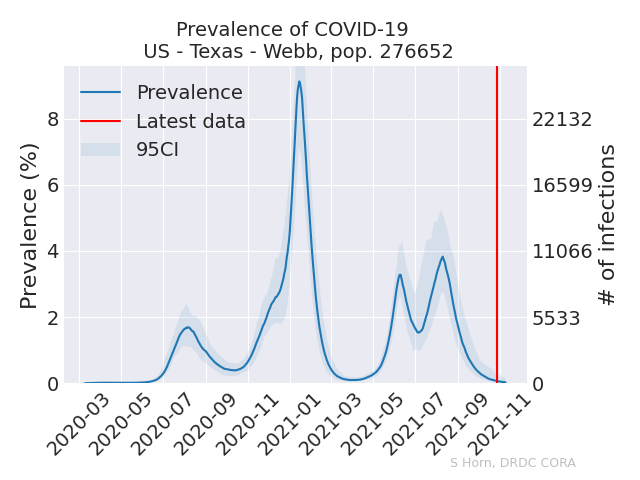 Prevalence of COVID-19
US - Texas - Webb, pop. 276652
Prevalence
Latest data
95CI
Prevalence (%)
8
6
4
2
0
22132
16599
11066
5533
0
# of infections
2020-03
2020-05
2020-07
2020-09
2020-11
2021-01
2021-03
2021-05
2021-07
2021-09
2021-11
S Horn, DRDC CORA